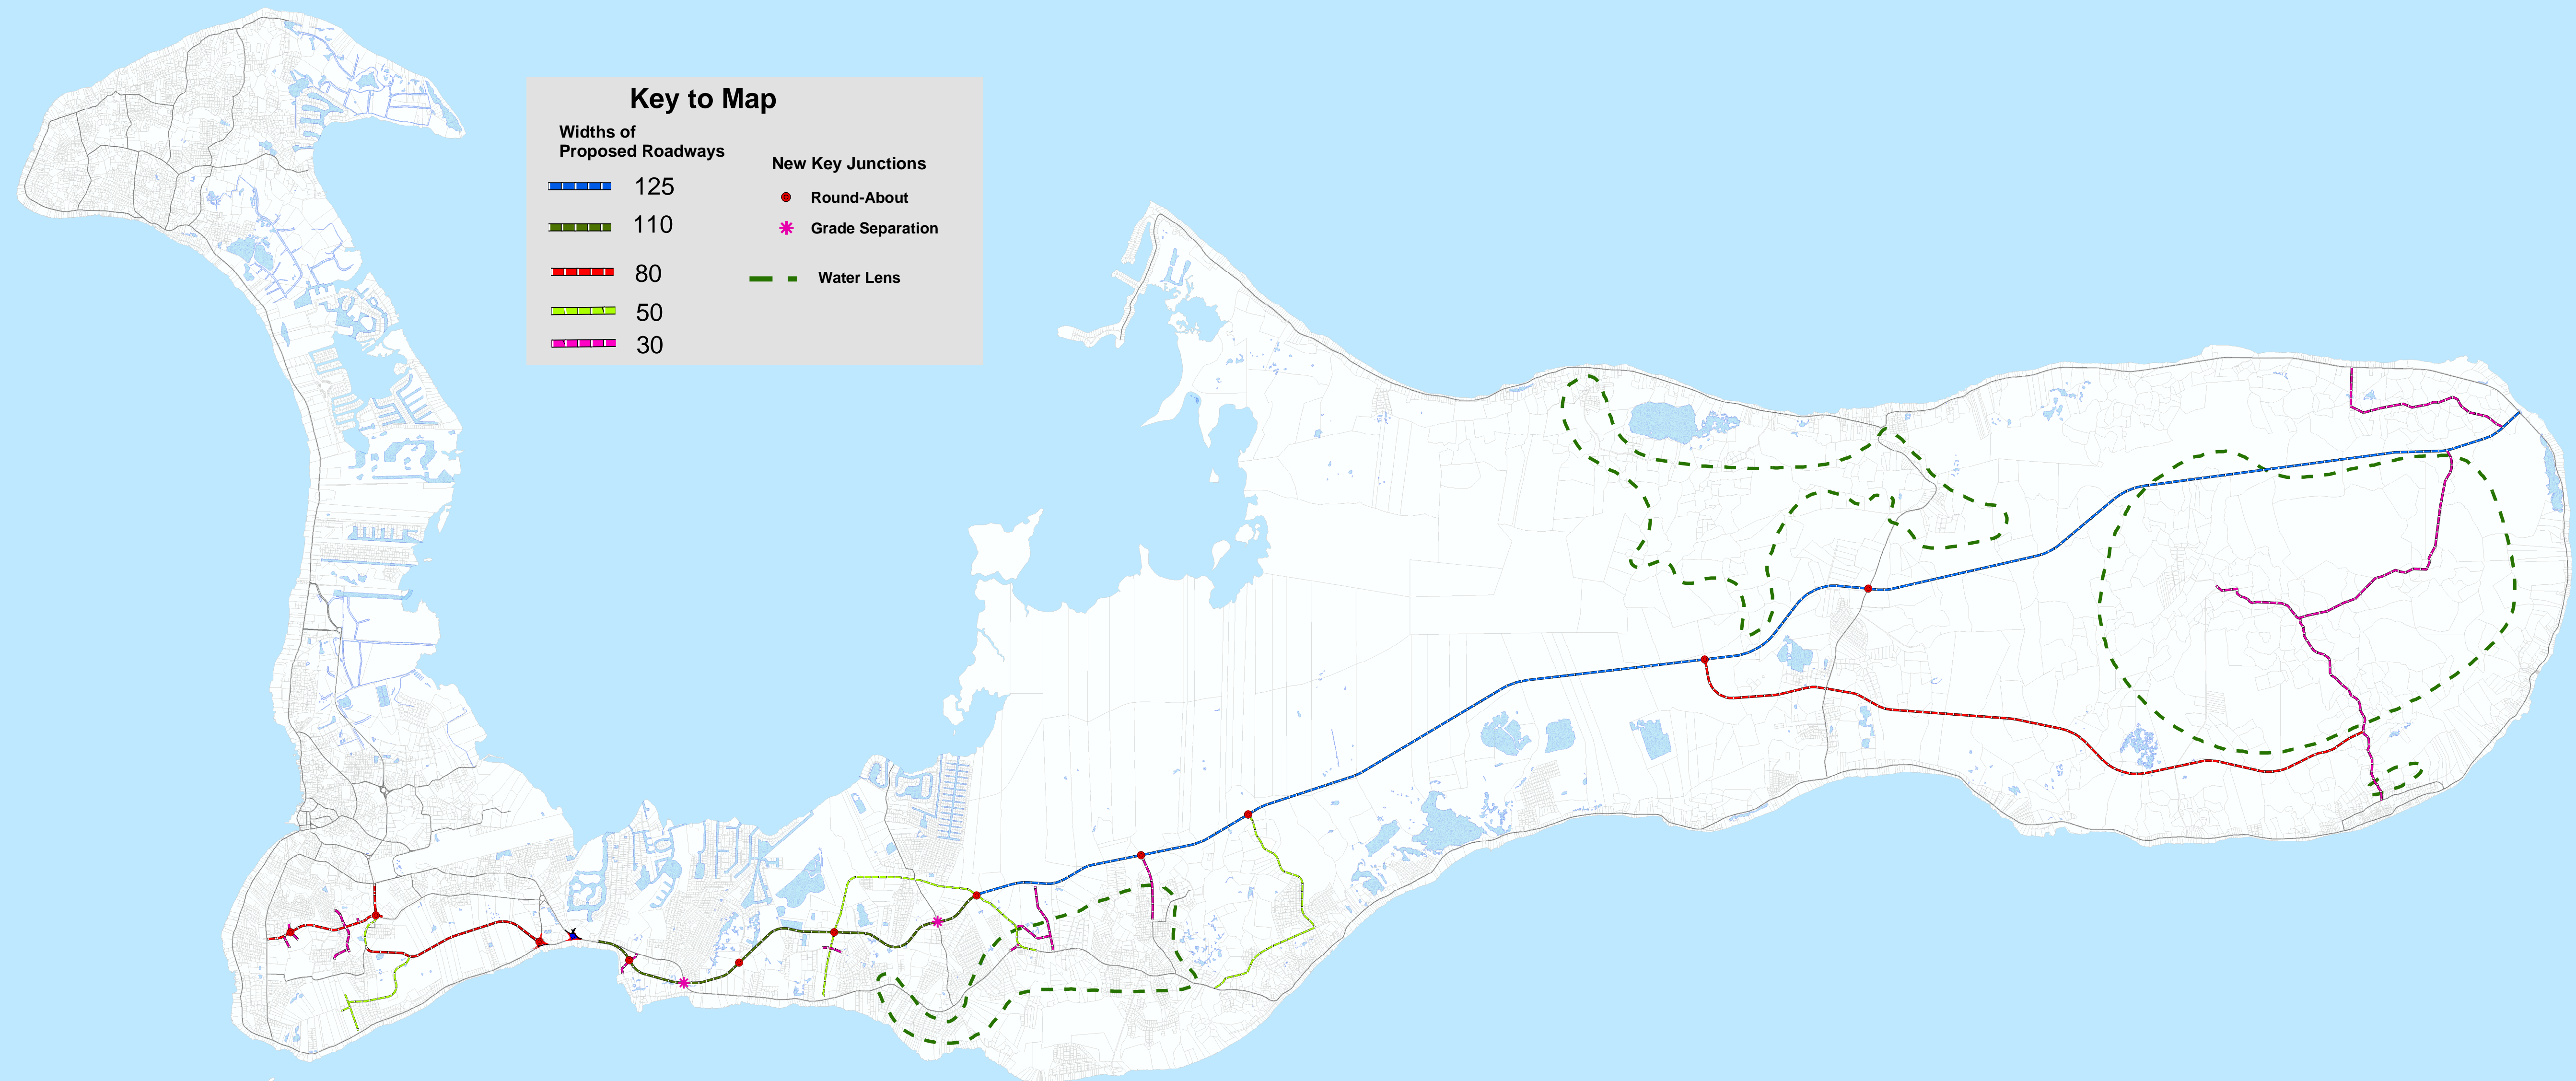 Key to Map
Widths of
Proposed Roadways
125
110
80
50
30
New Key Junctions
Round-About
Grade Separation
Water Lens